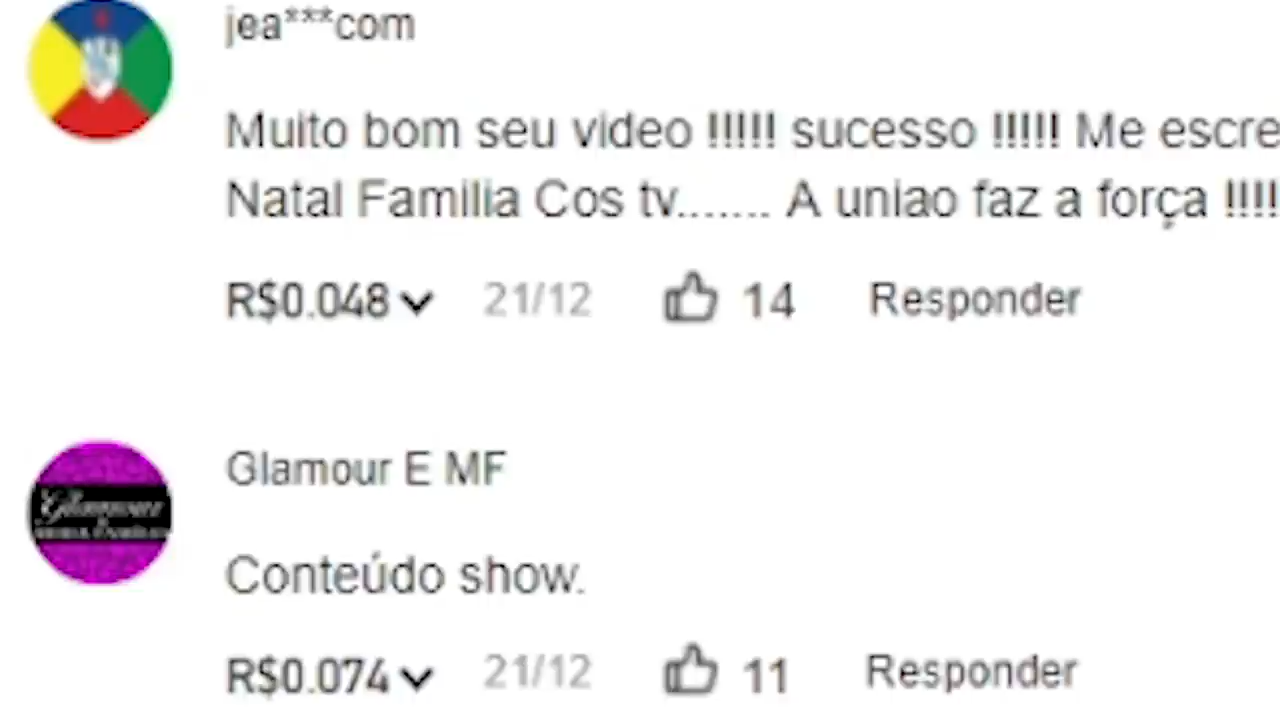 jea***com
Muito bom seu video !!!!! sucesso !!!!! Me escre
Natal Familia Cos tv....... A uniao faz a força !!!!
R$0.048 21/12 14 Responder
Glamour E MF
Glamour
Conteúdo show.
R$0.074 21/12 11 Responder